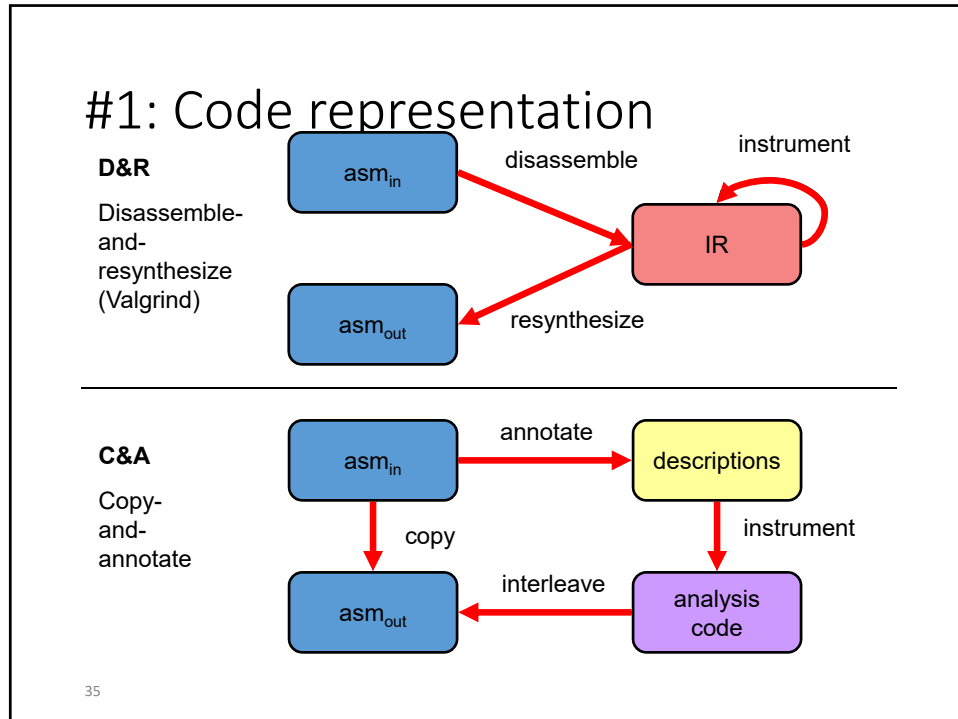 #1: Code representation
D&R
Disassemble-
and-
resynthesize
(Valgrind)
asm_in
disassemble
instrument
IR
asm_out
resynthesize
C&A
Copy-
and-
annotate
asm_in
annotate
descriptions
copy
instrument
asm_out
interleave
analysis
code
35